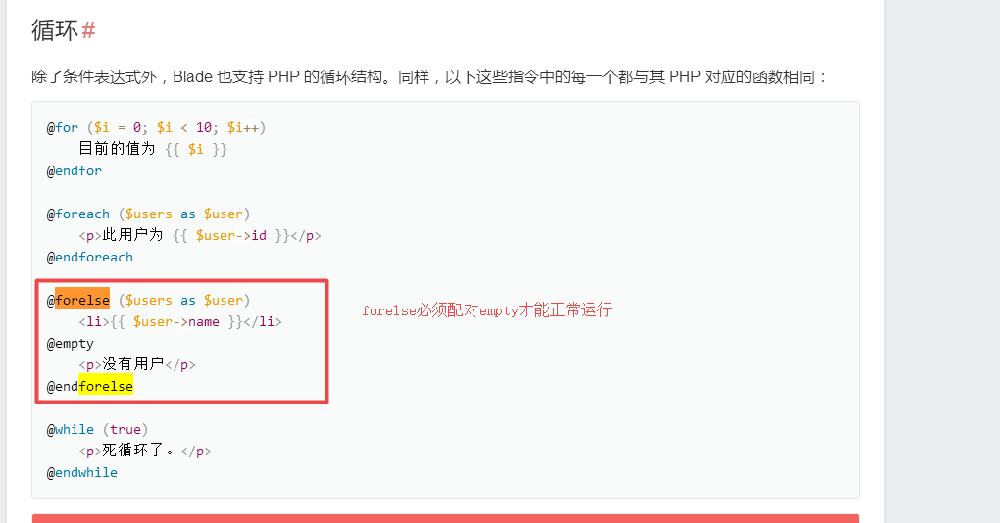 循环#
除了条件表达式外，Blade 也支持 PHP 的循环结构。同样，以下这些指令中的每一个都与其 PHP 对应的函数相同：
@for ($i = 0; $i < 10; $i++)
    目前的值为 {{ $i }}
@endfor
@foreach ($users as $user)
    <p>此用户为 {{ $user->id }}</p>
@endforeach
@forelse ($users as $user)
    <li>{{ $user->name }}</li>
forelse必须配对empty才能正常运行
@empty
    <p>没有用户</p>
@endforelse
@while (true)
    <p>死循环了。</p>
@endwhile